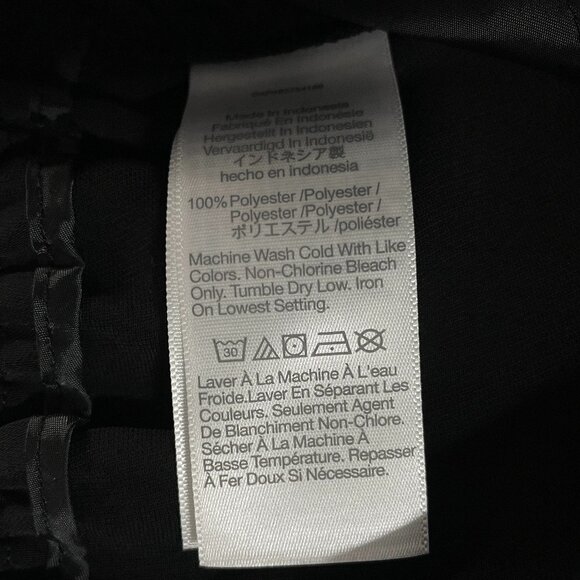 Made In Indonesia
Fabriqué En Indonésie
Hergestellt In Indonesien
Vervaardigd In Indonesië
インドネシア製
hecho en indonesia
100% Polyester /Polyester /
Polyester /Polyester /
ポリエステル /poliéster
Machine Wash Cold With Like
Colors. Non-Chlorine Bleach
Only. Tumble Dry Low. Iron
On Lowest Setting.
30
Laver À La Machine À L'eau
Froide.Laver En Séparant Les
Couleurs. Seulement Agent
De Blanchiment Non-Chlore.
Sécher À La Machine À
Basse Température. Repasser
À Fer Doux Si Nécessaire.